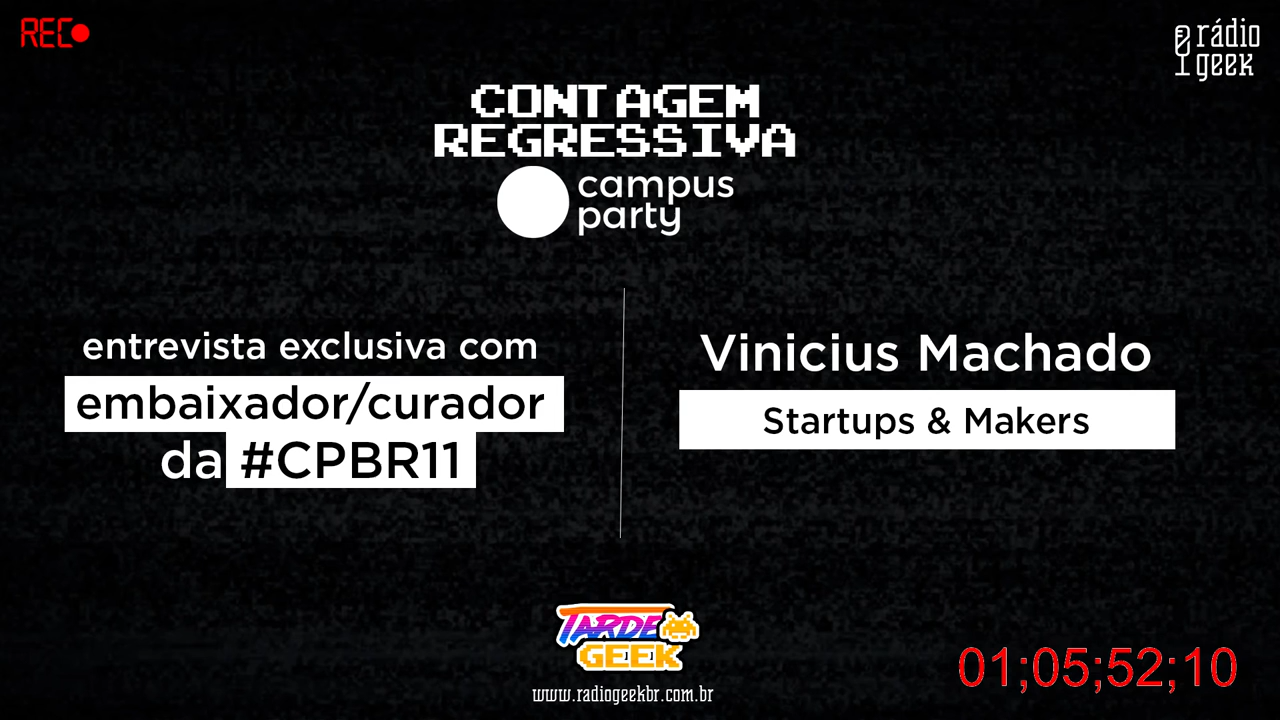 REC
rádio
geek
CONTAGEM
REGRESSIVA
campus
party
entrevista exclusiva com
embaixador/curador
da #CPBR11
Vinicius Machado
Startups & Makers
TARDE
GEEK
www.radiogeekbr.com.br
01;05;52;10